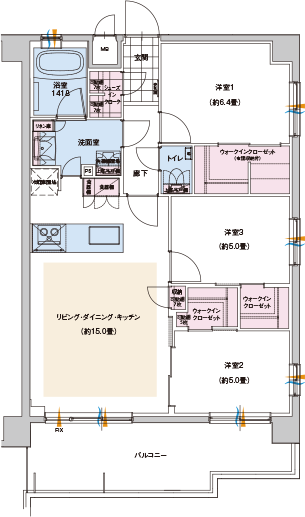 MB
玄関
浴室
1418
シューズ
イン
クローク
洋室1
(約6.4畳)
リネン庫
洗面室
トイレ
ウォークインクローゼット
PS
廊下
洋室3
(約5.0畳)
収納
ウォークイン
クローゼット
ウォークイン
クローゼット
リビング・ダイニング・キッチン
(約15.0畳)
洋室2
(約5.0畳)
FIX
バルコニー